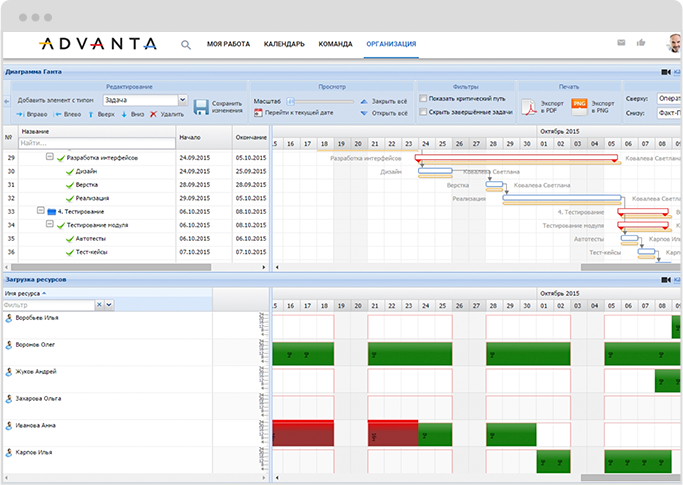 ADVANTA
МОЯ РАБОТА КАЛЕНДАРЬ КОМАНДА ОРГАНИЗАЦИЯ
Диаграмма Ганта
Редактирование Просмотр Фильтры Печать
Добавить элемент с типом Задача
Сохранить изменения
Вправо Влево Вверх Вниз Удалить
Масштаб
Перейти к текущей дате
Закрыть всё
Открыть всё
Показать критический путь
Скрыть завершённые задачи
Экспорт в PDF
PNG Экспорт в PNG
Сверху: Операт
Снизу: Факт-П
№ Название Начало Окончание
Найти...
Октябрь 2015
15 16 17 18 19 20 21 22 23 24 25 26 27 28 29 30 01 02 03 04 05 06 07 08 09
29 Разработка интерфейсов 24.09.2015 05.10.2015
30 Дизайн 24.09.2015 25.09.2015
31 Верстка 28.09.2015 28.09.2015
32 Реализация 29.09.2015 05.10.2015
33 4. Тестирование 06.10.2015 08.10.2015
34 Тестирование модуля 06.10.2015 08.10.2015
35 Автотесты 06.10.2015 06.10.2015
36 Тест-кейсы 07.10.2015 07.10.2015
Разработка интерфейсов Ковалева С
Дизайн Ковалева Светлана
Верстка Ковалева Светлана
Реализация Ковалева
4. Тестирование
Тестирование модуля
Автотесты Карпов Ил
Тест-кейсы Кар
Загрузка ресурсов
Имя ресурса
Фильтр
Октябрь 2015
15 16 17 18 19 20 21 22 23 24 25 26 27 28 29 30 01 02 03 04 05 06 07 08 09
Воробьев Илья
Воронов Олег
Жуков Андрей
Захарова Ольга
Иванова Анна
Карпов Илья